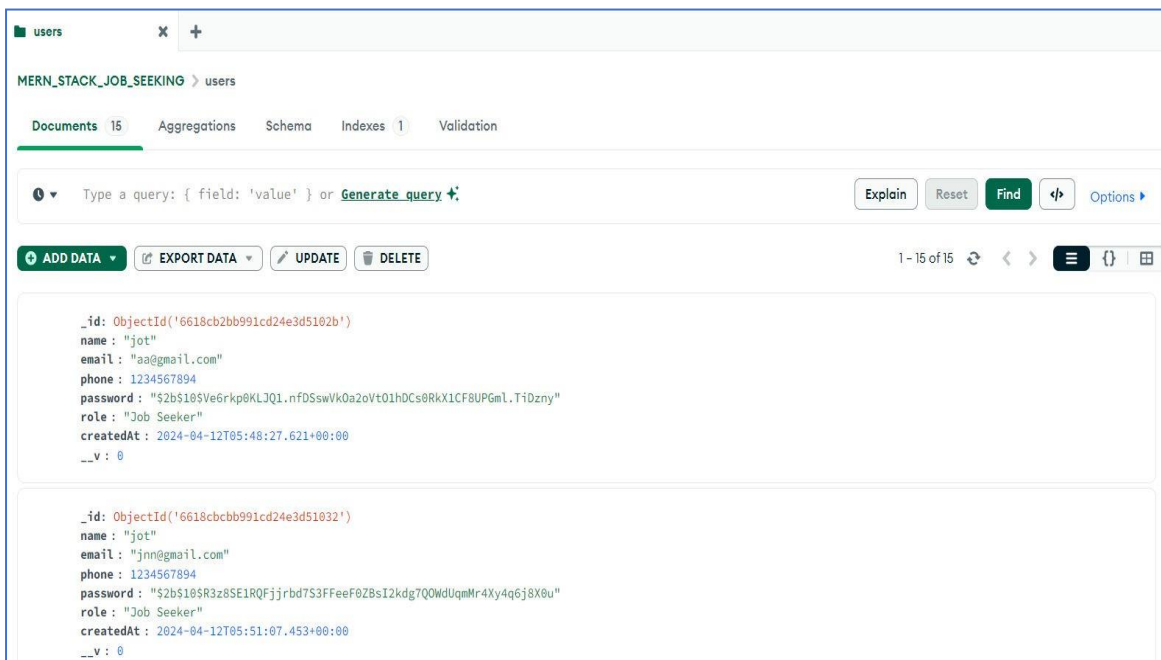 users
MERN_STACK_JOB_SEEKING > users
Documents 15 Aggregations Schema Indexes 1 Validation
Type a query: { field: 'value' } or Generate query
Explain Reset Find </> Options
ADD DATA EXPORT DATA UPDATE DELETE 1 – 15 of 15 {}
_id: ObjectId('6618cb2bb991cd24e3d5102b')
name : "jot"
email : "aa@gmail.com"
phone : 1234567894
password : "$2b$10$Ve6rkp0KLJQ1.nfDSswVkOa2oVtO1hDCs0RkX1CF8UPGml.TiDzny"
role : "Job Seeker"
createdAt : 2024-04-12T05:48:27.621+00:00
__v : 0
_id: ObjectId('6618cbcbb991cd24e3d51032')
name : "jot"
email : "jnn@gmail.com"
phone : 1234567894
password : "$2b$10$R3z8SE1RQFjjrbd7S3FFeeF0ZBsI2kdg7QOWdUqmMr4Xy4q6j8X0u"
role : "Job Seeker"
createdAt : 2024-04-12T05:51:07.453+00:00
__v : 0